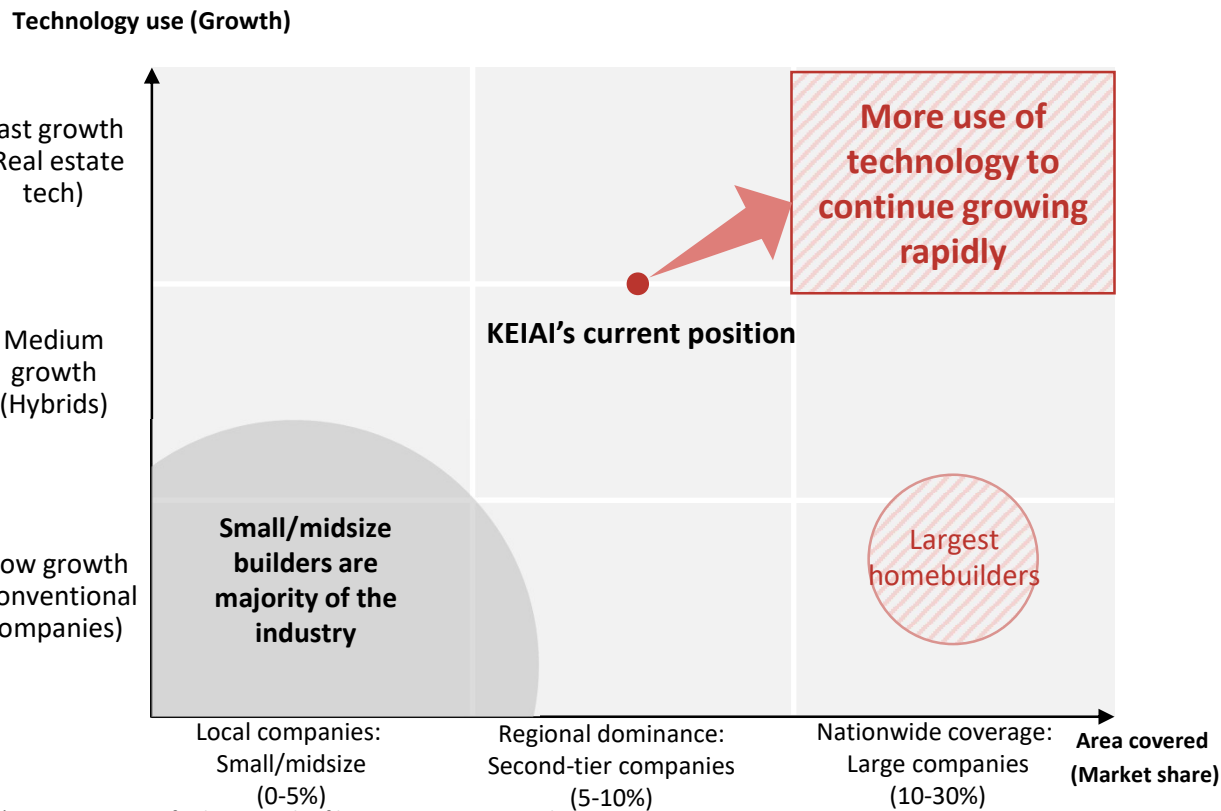 Technology use (Growth)
ast growth
Real estate
tech)
More use of
technology to
continue growing
rapidly
KEIAI's current position
Medium
growth
(Hybrids)
Small/midsize
builders are
majority of the
industry
Largest
homebuilders
ow growth
onventional
ompanies)
Local companies:
Small/midsize
(0-5%)
Regional dominance:
Second-tier companies
(5-10%)
Nationwide coverage:
Large companies
(10-30%)
Area covered
(Market share)